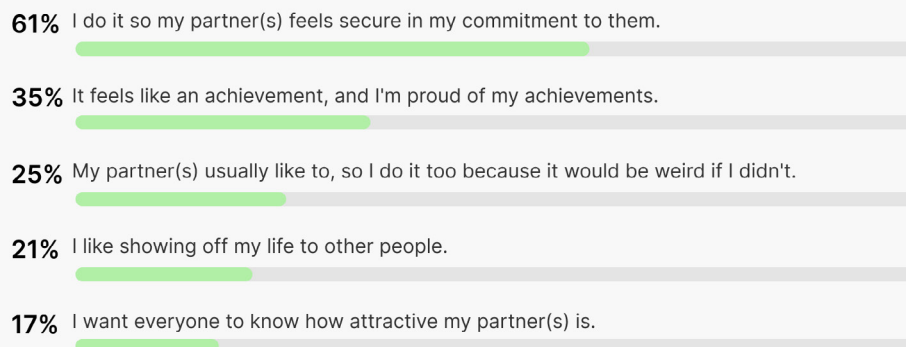 61% I do it so my partner(s) feels secure in my commitment to them.
35% It feels like an achievement, and I'm proud of my achievements.
25% My partner(s) usually like to, so I do it too because it would be weird if I didn't.
21% I like showing off my life to other people.
17% I want everyone to know how attractive my partner(s) is.